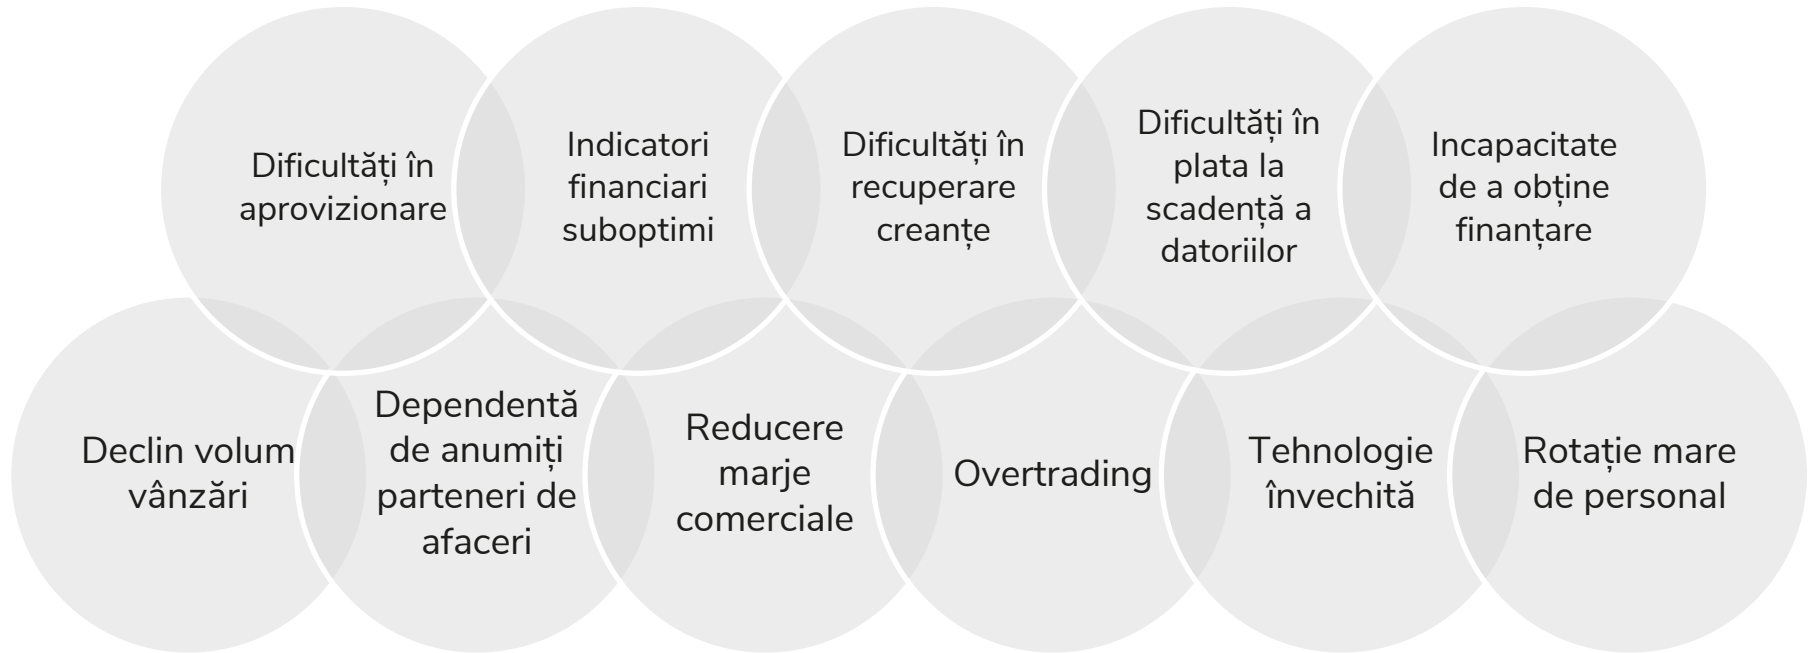 Dificultăți în
aprovizionare
Indicatori
financiari
suboptimi
Dificultăți în
recuperare
creanțe
Dificultăți în
plata la
scadență a
datoriilor
Incapacitate
de a obține
finanțare
Declin volum
vânzări
Dependentă
de anumiți
parteneri de
afaceri
Reducere
marje
comerciale
Overtrading
Tehnologie
învechită
Rotație mare
de personal